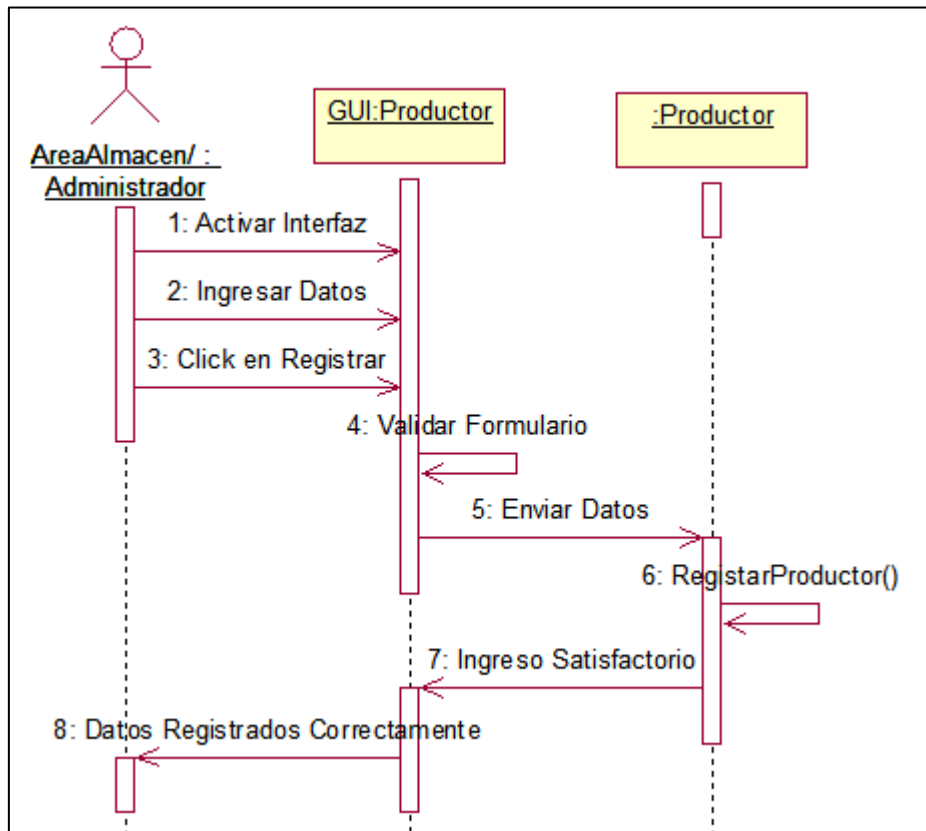 GUI:Productor
:Productor
AreaAlmacen/ :
Administrador
1: Activar Interfaz
2: Ingresar Datos
3: Click en Registrar
4: Validar Formulario
5: Enviar Datos
6: RegistarProductor()
7: Ingreso Satisfactorio
8: Datos Registrados Correctamente